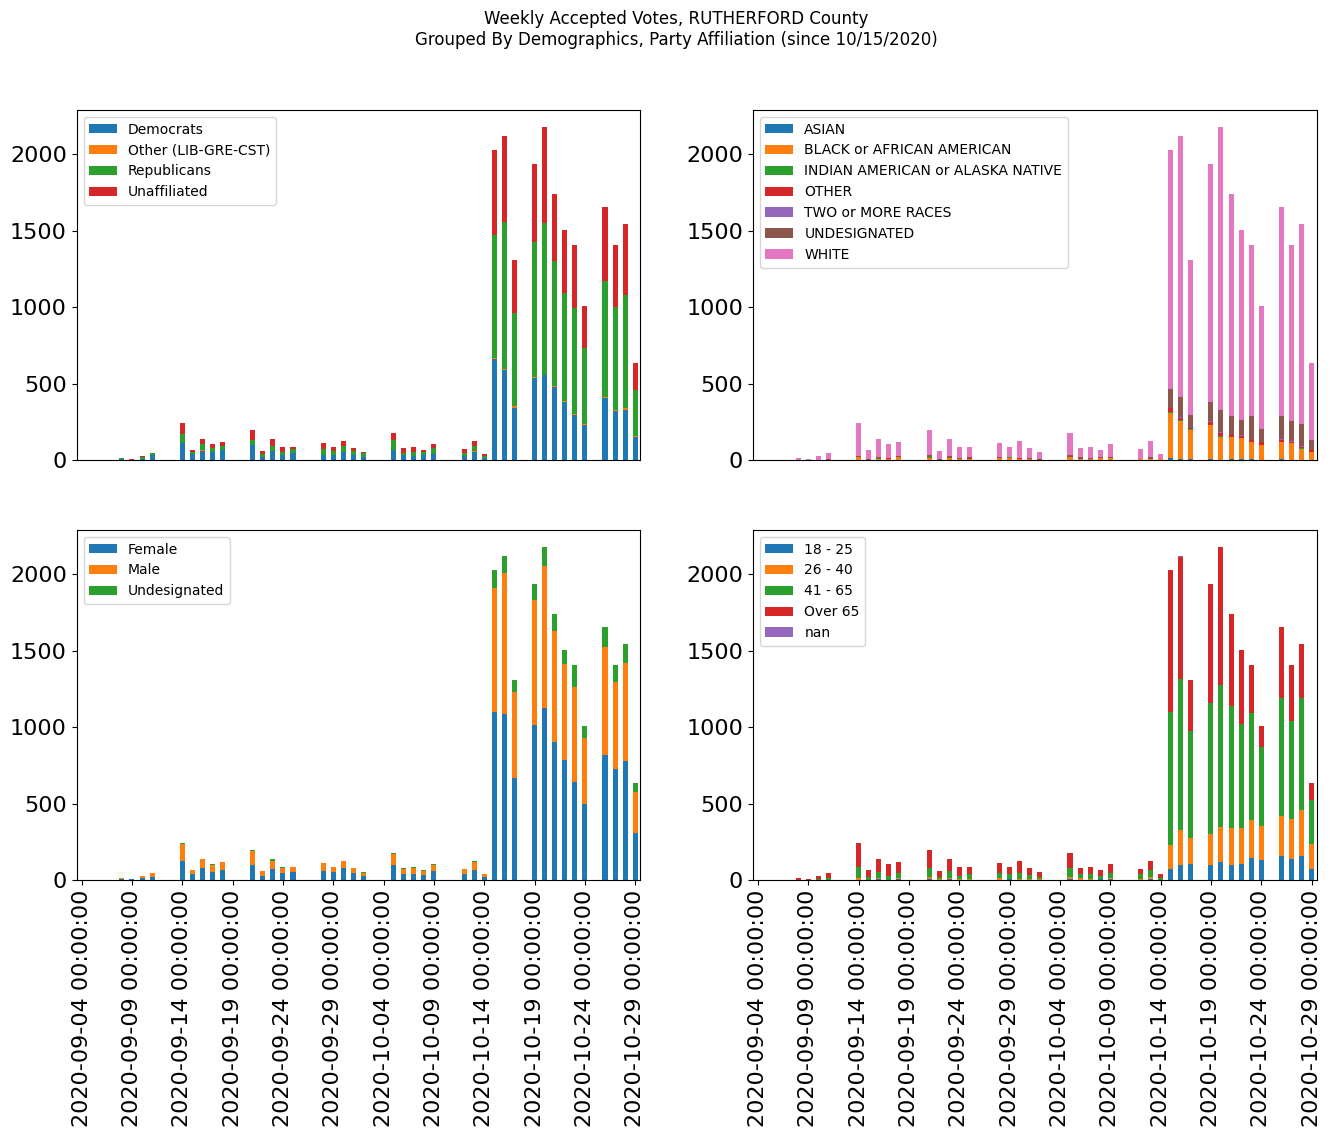 Weekly Accepted Votes, RUTHERFORD County
Grouped By Demographics, Party Affiliation (since 10/15/2020)
Democrats
Other (LIB-GRE-CST)
Republicans
Unaffiliated
2000
1500
1000
500
0
ASIAN
BLACK or AFRICAN AMERICAN
INDIAN AMERICAN or ALASKA NATIVE
OTHER
TWO or MORE RACES
UNDESIGNATED
WHITE
2000
1500
1000
500
0
Female
Male
Undesignated
2000
1500
1000
500
0
2020-09-04 00:00:00
2020-09-09 00:00:00
2020-09-14 00:00:00
2020-09-19 00:00:00
2020-09-24 00:00:00
2020-09-29 00:00:00
2020-10-04 00:00:00
2020-10-09 00:00:00
2020-10-14 00:00:00
2020-10-19 00:00:00
2020-10-24 00:00:00
2020-10-29 00:00:00
18 - 25
26 - 40
41 - 65
Over 65
nan
2000
1500
1000
500
0
2020-09-04 00:00:00
2020-09-09 00:00:00
2020-09-14 00:00:00
2020-09-19 00:00:00
2020-09-24 00:00:00
2020-09-29 00:00:00
2020-10-04 00:00:00
2020-10-09 00:00:00
2020-10-14 00:00:00
2020-10-19 00:00:00
2020-10-24 00:00:00
2020-10-29 00:00:00